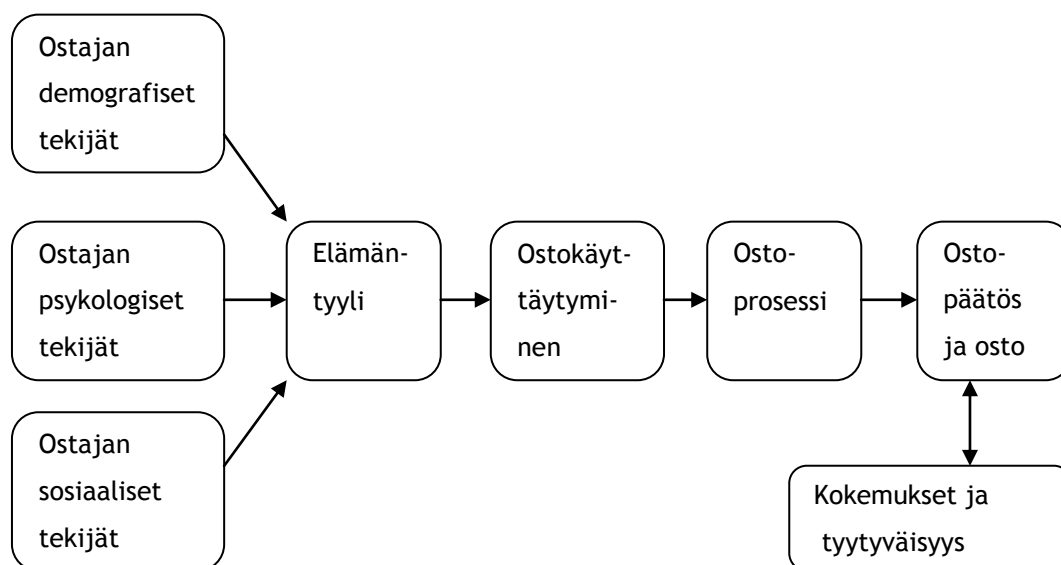 Ostajan
demografiset
tekijät
Ostajan
psykologiset
tekijät
Ostajan
sosiaaliset
tekijät
Elämän-
tyyli
Ostokäyt-
täytymi-
nen
Osto-
prosessi
Osto-
päätös
ja osto
Kokemukset ja
tyytyväisyys